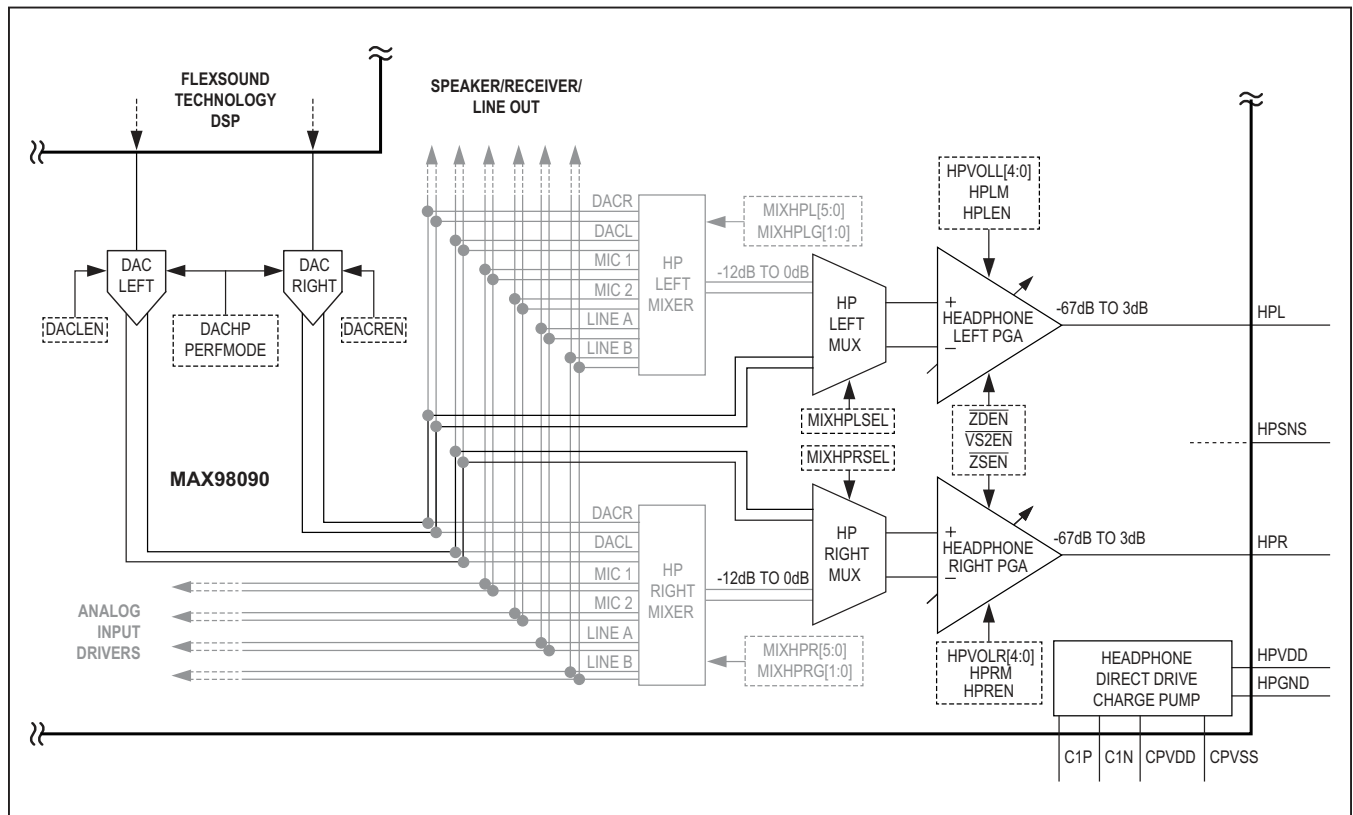 FLEXSOUND
TECHNOLOGY
DSP
SPEAKER/RECEIVER/
LINE OUT
DAC
LEFT
DAC
RIGHT
DACLEN
DACHP
PERFMODE
DACREN
MAX98090
DACR
DACL
MIC 1
MIC 2
LINE A
LINE B
HP
LEFT
MIXER
MIXHPL[5:0]
MIXHPLG[1:0]
-12dB TO 0dB
HP
LEFT
MUX
MIXHPLSEL
HPVOLL[4:0]
HPLM
HPLEN
+
HEADPHONE
LEFT PGA
−
-67dB TO 3dB
HPL
ZDEN
VS2EN
ZSEN
HPSNS
MIXHPRSEL
DACR
DACL
MIC 1
MIC 2
LINE A
LINE B
HP
RIGHT
MIXER
-12dB TO 0dB
MIXHPR[5:0]
MIXHPRG[1:0]
HP
RIGHT
MUX
+
HEADPHONE
RIGHT PGA
−
-67dB TO 3dB
HPR
HPVOLR[4:0]
HPRM
HPREN
ANALOG
INPUT
DRIVERS
HEADPHONE
DIRECT DRIVE
CHARGE PUMP
HPVDD
HPGND
C1P
C1N
CPVDD
CPVSS